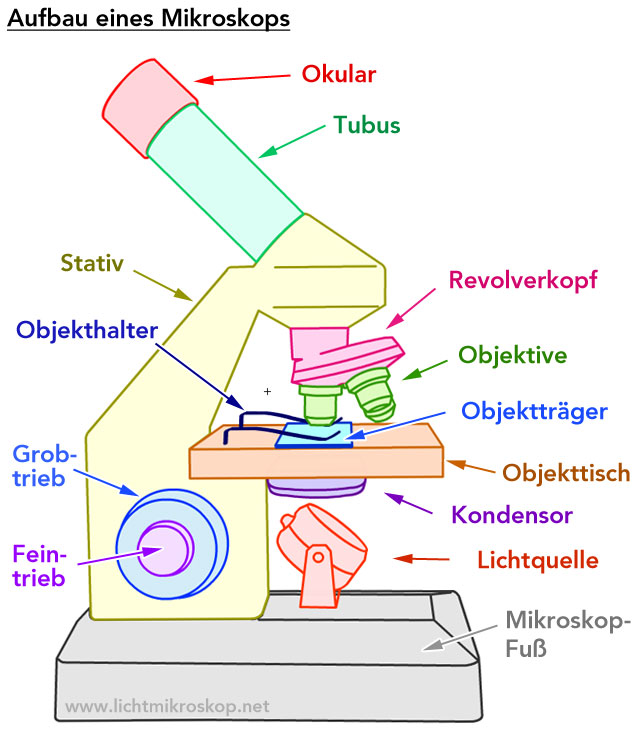 Aufbau eines Mikroskops
Okular
Tubus
Stativ
Revolverkopf
Objekthalter
Objektive
Objektträger
Grob-
trieb
Objekttisch
Kondensor
Fein-
trieb
Lichtquelle
Mikroskop-
Fuß
www.lichtmikroskop.net